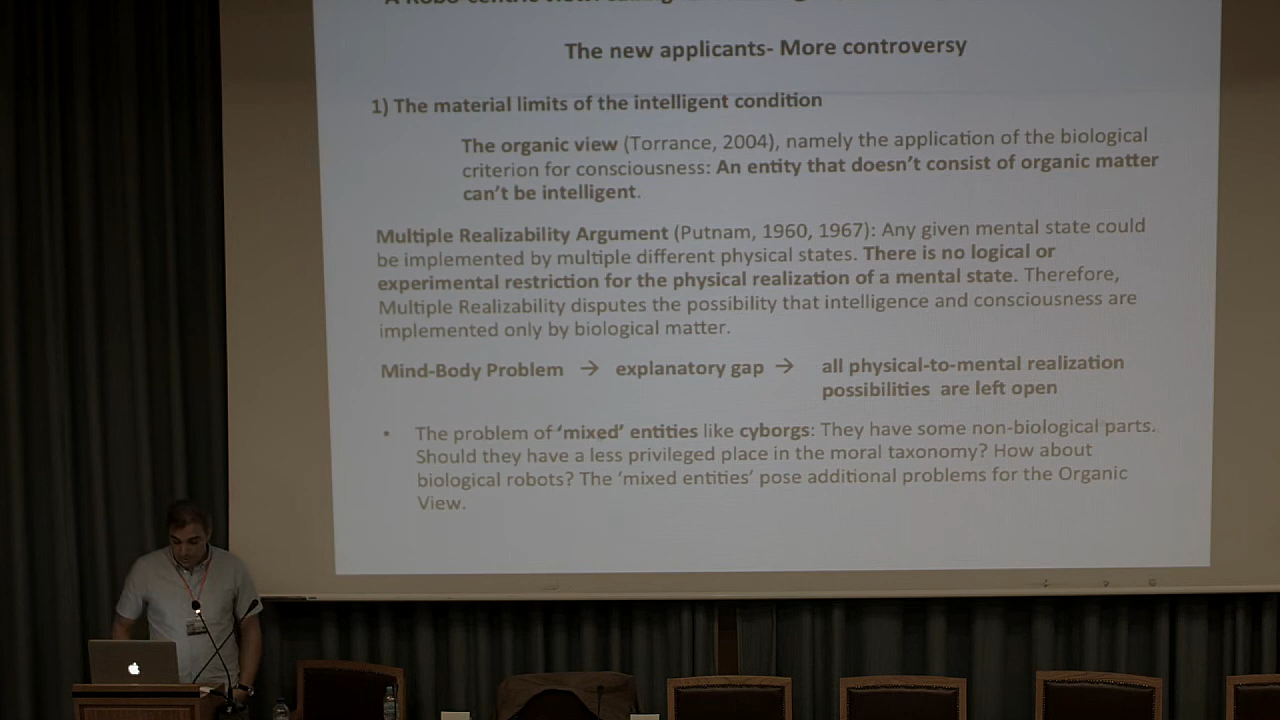 The new applicants- More controversy
1) The material limits of the intelligent condition
The organic view (Torrance, 2004), namely the application of the biological
criterion for consciousness: An entity that doesn't consist of organic matter
can't be intelligent.
Multiple Realizability Argument (Putnam, 1960, 1967): Any given mental state could
be implemented by multiple different physical states. There is no logical or
experimental restriction for the physical realization of a mental state. Therefore,
Multiple Realizability disputes the possibility that intelligence and consciousness are
implemented only by biological matter.
Mind-Body Problem → explanatory gap → all physical-to-mental realization
possibilities are left open
• The problem of 'mixed' entities like cyborgs: They have some non-biological parts.
Should they have a less privileged place in the moral taxonomy? How about
biological robots? The 'mixed entities' pose additional problems for the Organic
View.